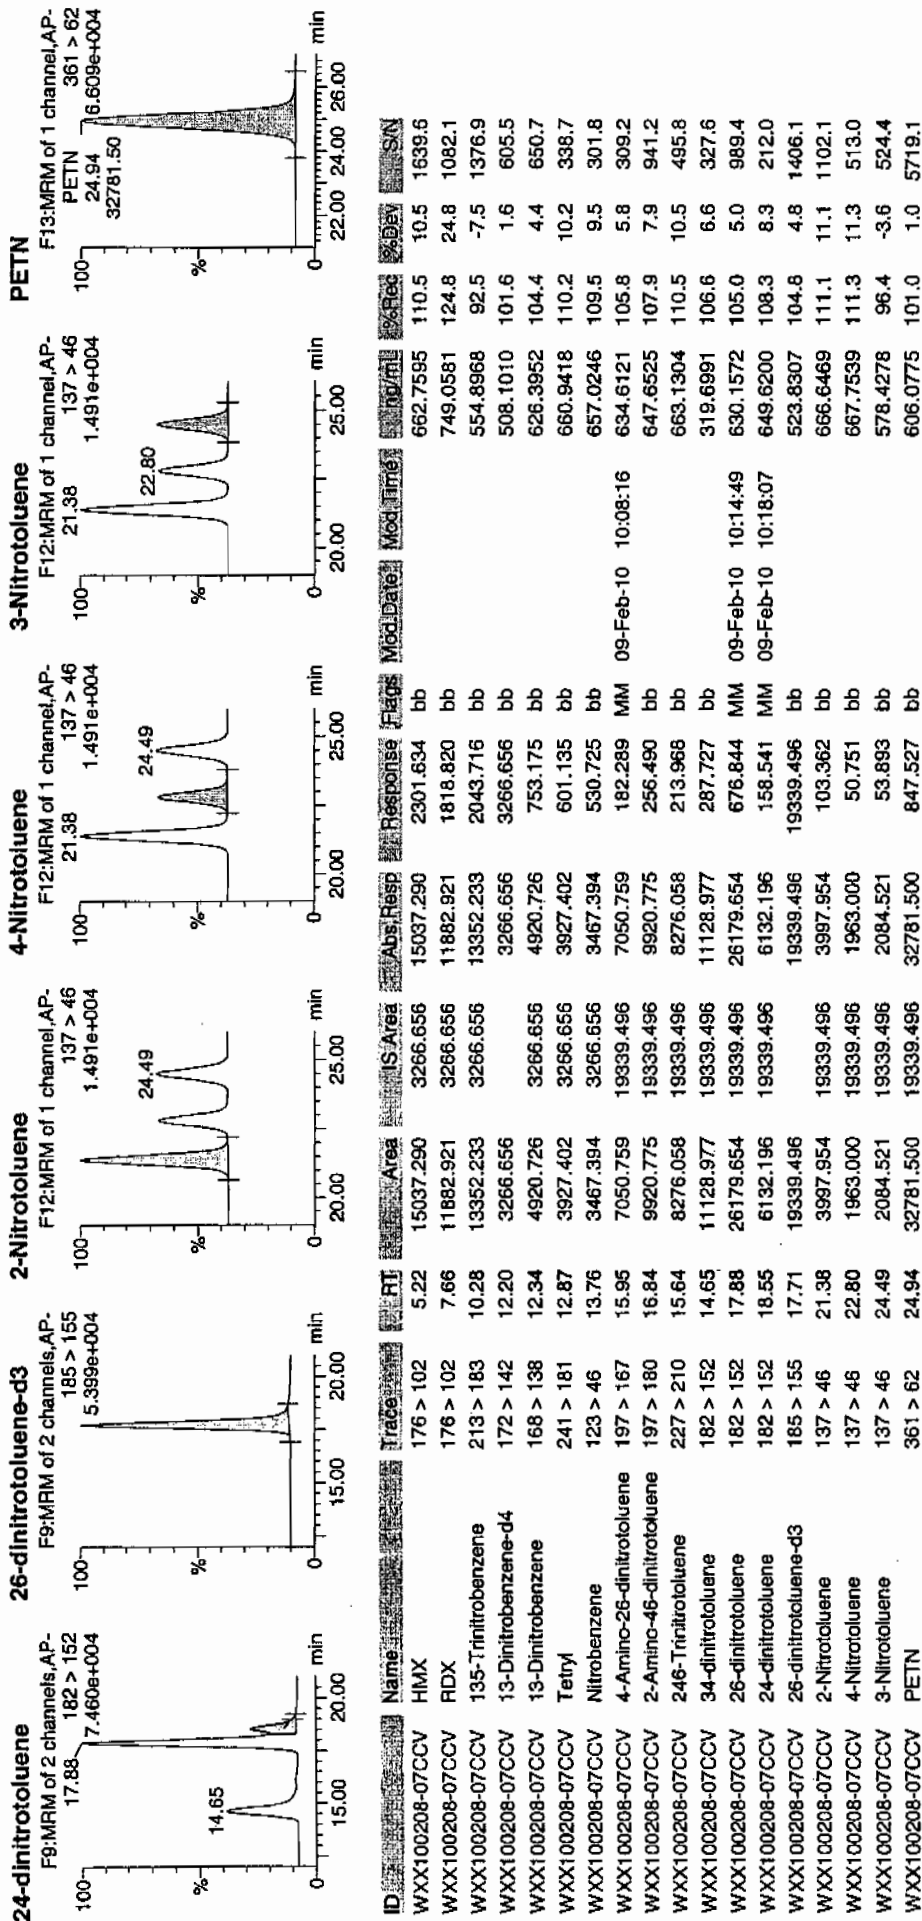 24-dinitrotoluene
F9:MRM of 2 channels,AP-
182 > 152
7.460e+004
17.88
14.65
100
%
0
15.00 20.00 min
26-dinitrotoluene-d3
F9:MRM of 2 channels,AP-
185 > 155
5.399e+004
100
%
0
15.00 20.00 min
2-Nitrotoluene
F12:MRM of 1 channel,AP-
137 > 46
1.491e+004
24.49
100
%
0
20.00 25.00 min
4-Nitrotoluene
F12:MRM of 1 channel,AP-
137 > 46
1.491e+004
21.38
24.49
100
%
0
20.00 25.00 min
3-Nitrotoluene
F12:MRM of 1 channel,AP-
137 > 46
1.491e+004
21.38
22.80
100
%
0
20.00 25.00 min
PETN
F13:MRM of 1 channel,AP-
361 > 62
6.609e+004
PETN
24.94
32781.50
100
%
0
22.00 24.00 26.00 min
ID Name Trace RT Area IS Area Abs.Resp Response Flags Mod.Date Mod.Time ng/mL %Rec %Dev S/N
WXX100208-07CCV HMX 176 > 102 5.22 15037.290 3266.656 15037.290 2301.634 bb 662.7595 110.5 10.5 1639.6
WXX100208-07CCV RDX 176 > 102 7.66 11882.921 3266.656 11882.921 1818.820 bb 749.0581 124.8 24.8 1082.1
WXX100208-07CCV 135-Trinitrobenzene 213 > 183 10.28 13352.233 3266.656 13352.233 2043.716 bb 554.8968 92.5 -7.5 1376.9
WXX100208-07CCV 13-Dinitrobenzene-d4 172 > 142 12.20 3266.656 3266.656 3266.656 bb 508.1010 101.6 1.6 605.5
WXX100208-07CCV 13-Dinitrobenzene 168 > 138 12.34 4920.726 3266.656 4920.726 753.175 bb 626.3952 104.4 4.4 650.7
WXX100208-07CCV Tetryl 241 > 181 12.87 3927.402 3266.656 3927.402 601.135 bb 660.9418 110.2 10.2 338.7
WXX100208-07CCV Nitrobenzene 123 > 46 13.76 3467.394 3266.656 3467.394 530.725 bb 657.0246 109.5 9.5 301.8
WXX100208-07CCV 4-Amino-26-dinitrotoluene 197 > 167 15.95 7050.759 19339.496 7050.759 182.289 MM 09-Feb-10 10:08:16 634.6121 105.8 5.8 309.2
WXX100208-07CCV 2-Amino-46-dinitrotoluene 197 > 180 16.84 9920.775 19339.496 9920.775 256.490 bb 647.6525 107.9 7.9 941.2
WXX100208-07CCV 246-Trinitrotoluene 227 > 210 15.64 8276.058 19339.496 8276.058 213.968 bb 663.1304 110.5 10.5 495.8
WXX100208-07CCV 34-dinitrotoluene 182 > 152 14.65 11128.977 19339.496 11128.977 287.727 bb 319.6991 106.6 6.6 327.6
WXX100208-07CCV 26-dinitrotoluene 182 > 152 17.88 26179.654 19339.496 26179.654 676.844 MM 09-Feb-10 10:14:49 630.1572 105.0 5.0 989.4
WXX100208-07CCV 24-dinitrotoluene 182 > 152 18.55 6132.196 19339.496 6132.196 158.541 MM 09-Feb-10 10:18:07 649.6200 108.3 8.3 212.0
WXX100208-07CCV 26-dinitrotoluene-d3 185 > 155 17.71 19339.496 19339.496 19339.496 bb 523.8307 104.8 4.8 1406.1
WXX100208-07CCV 2-Nitrotoluene 137 > 46 21.38 3997.954 19339.496 3997.954 103.362 bb 666.6469 111.1 11.1 1102.1
WXX100208-07CCV 4-Nitrotoluene 137 > 46 22.80 1963.000 19339.496 1963.000 50.751 bb 667.7539 111.3 11.3 513.0
WXX100208-07CCV 3-Nitrotoluene 137 > 46 24.49 2084.521 19339.496 2084.521 53.893 bb 578.4278 96.4 -3.6 524.4
WXX100208-07CCV PETN 361 > 62 24.94 32781.500 19339.496 32781.500 847.527 bb 606.0775 101.0 1.0 5719.1